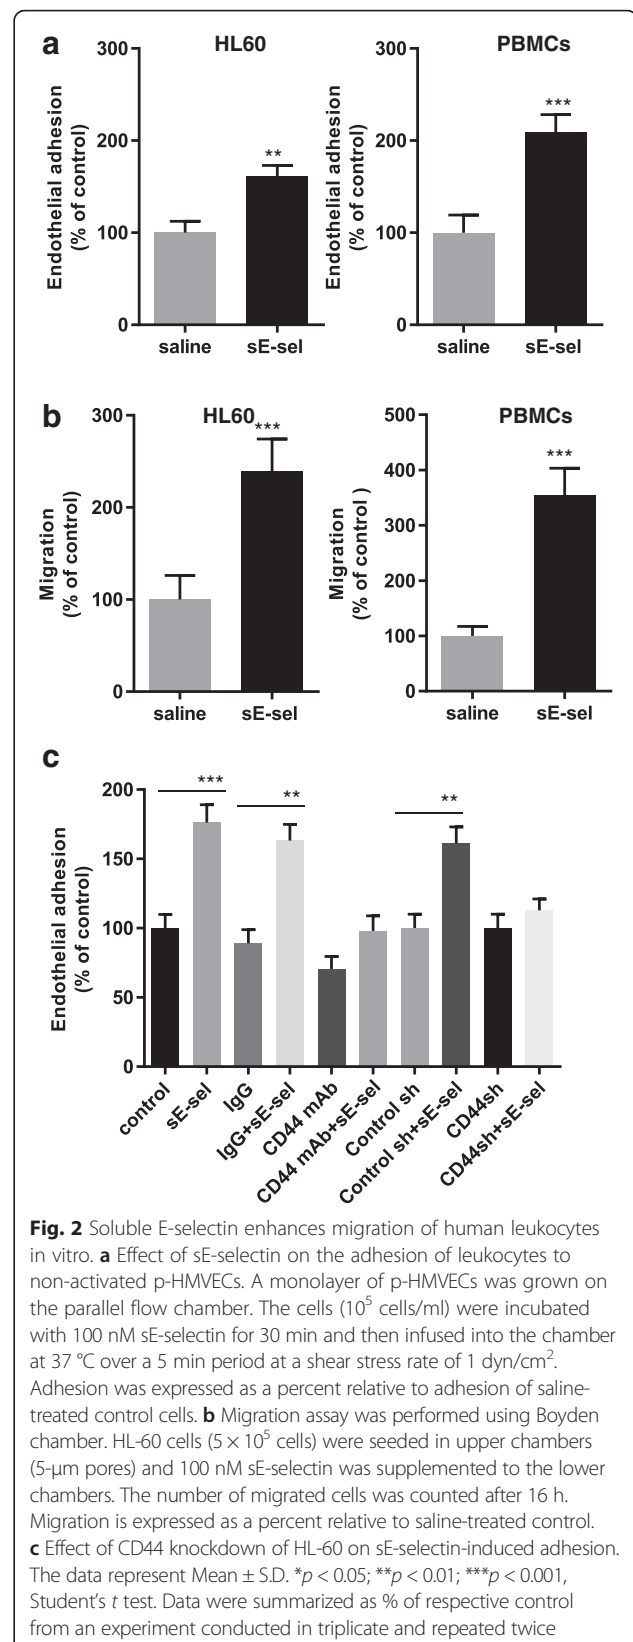 a
HL60
PBMCs
Endothelial adhesion
(% of control)
300
200
100
0
**
saline
sE-sel
Endothelial adhesion
(% of control)
300
200
100
0
***
saline
sE-sel
b
HL60
PBMCs
Migration
(% of control)
300
200
100
0
***
saline
sE-sel
Migration
(% of control )
500
400
300
200
100
0
***
saline
sE-sel
c
Endothelial adhesion
(% of control)
200
150
100
50
0
***
**
**
control
sE-sel
IgG
IgG+sE-sel
CD44 mAb
CD44 mAb+sE-sel
Control sh
Control sh+sE-sel
CD44sh
CD44sh+sE-sel
Fig. 2 Soluble E-selectin enhances migration of human leukocytes
in vitro. a Effect of sE-selectin on the adhesion of leukocytes to
non-activated p-HMVECs. A monolayer of p-HMVECs was grown on
the parallel flow chamber. The cells (10⁵ cells/ml) were incubated
with 100 nM sE-selectin for 30 min and then infused into the chamber
at 37 °C over a 5 min period at a shear stress rate of 1 dyn/cm².
Adhesion was expressed as a percent relative to adhesion of saline-
treated control cells. b Migration assay was performed using Boyden
chamber. HL-60 cells (5 × 10⁵ cells) were seeded in upper chambers
(5-μm pores) and 100 nM sE-selectin was supplemented to the lower
chambers. The number of migrated cells was counted after 16 h.
Migration is expressed as a percent relative to saline-treated control.
c Effect of CD44 knockdown of HL-60 on sE-selectin-induced adhesion.
The data represent Mean ± S.D. *p < 0.05; **p < 0.01; ***p < 0.001,
Student's t test. Data were summarized as % of respective control
from an experiment conducted in triplicate and repeated twice